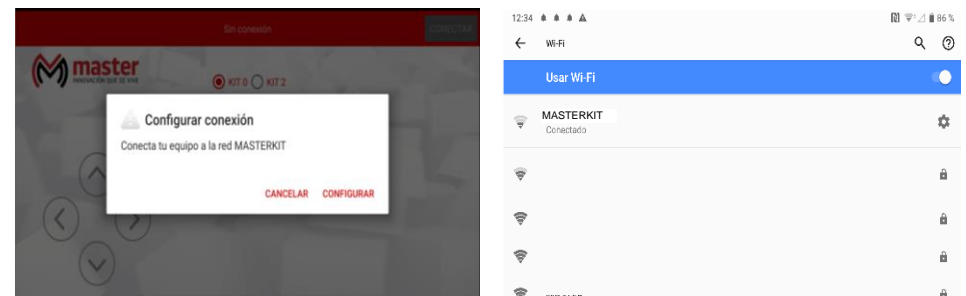 Sin conexión
CONECTAR
master
INNOVACIÓN QUE SE VIVE
KIT 0 KIT 2
Configurar conexión
Conecta tu equipo a la red MASTERKIT
CANCELAR CONFIGURAR
12:34 86 %
Wi-Fi
Usar Wi-Fi
MASTERKIT
Conectado